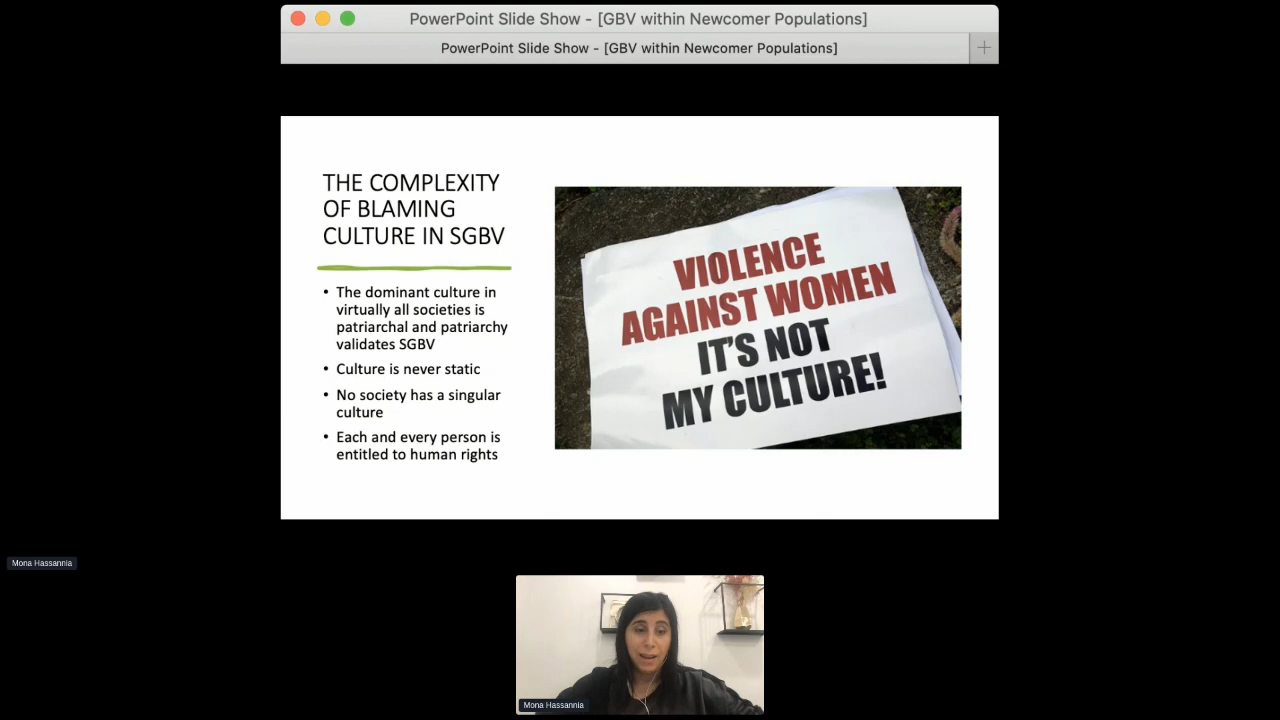 PowerPoint Slide Show - [GBV within Newcomer Populations]
PowerPoint Slide Show - [GBV within Newcomer Populations]
THE COMPLEXITY
OF BLAMING
CULTURE IN SGBV
• The dominant culture in
virtually all societies is
patriarchal and patriarchy
validates SGBV
• Culture is never static
• No society has a singular
culture
• Each and every person is
entitled to human rights
VIOLENCE
AGAINST WOMEN
IT'S NOT
MY CULTURE!
Mona Hassannia
Mona Hassannia